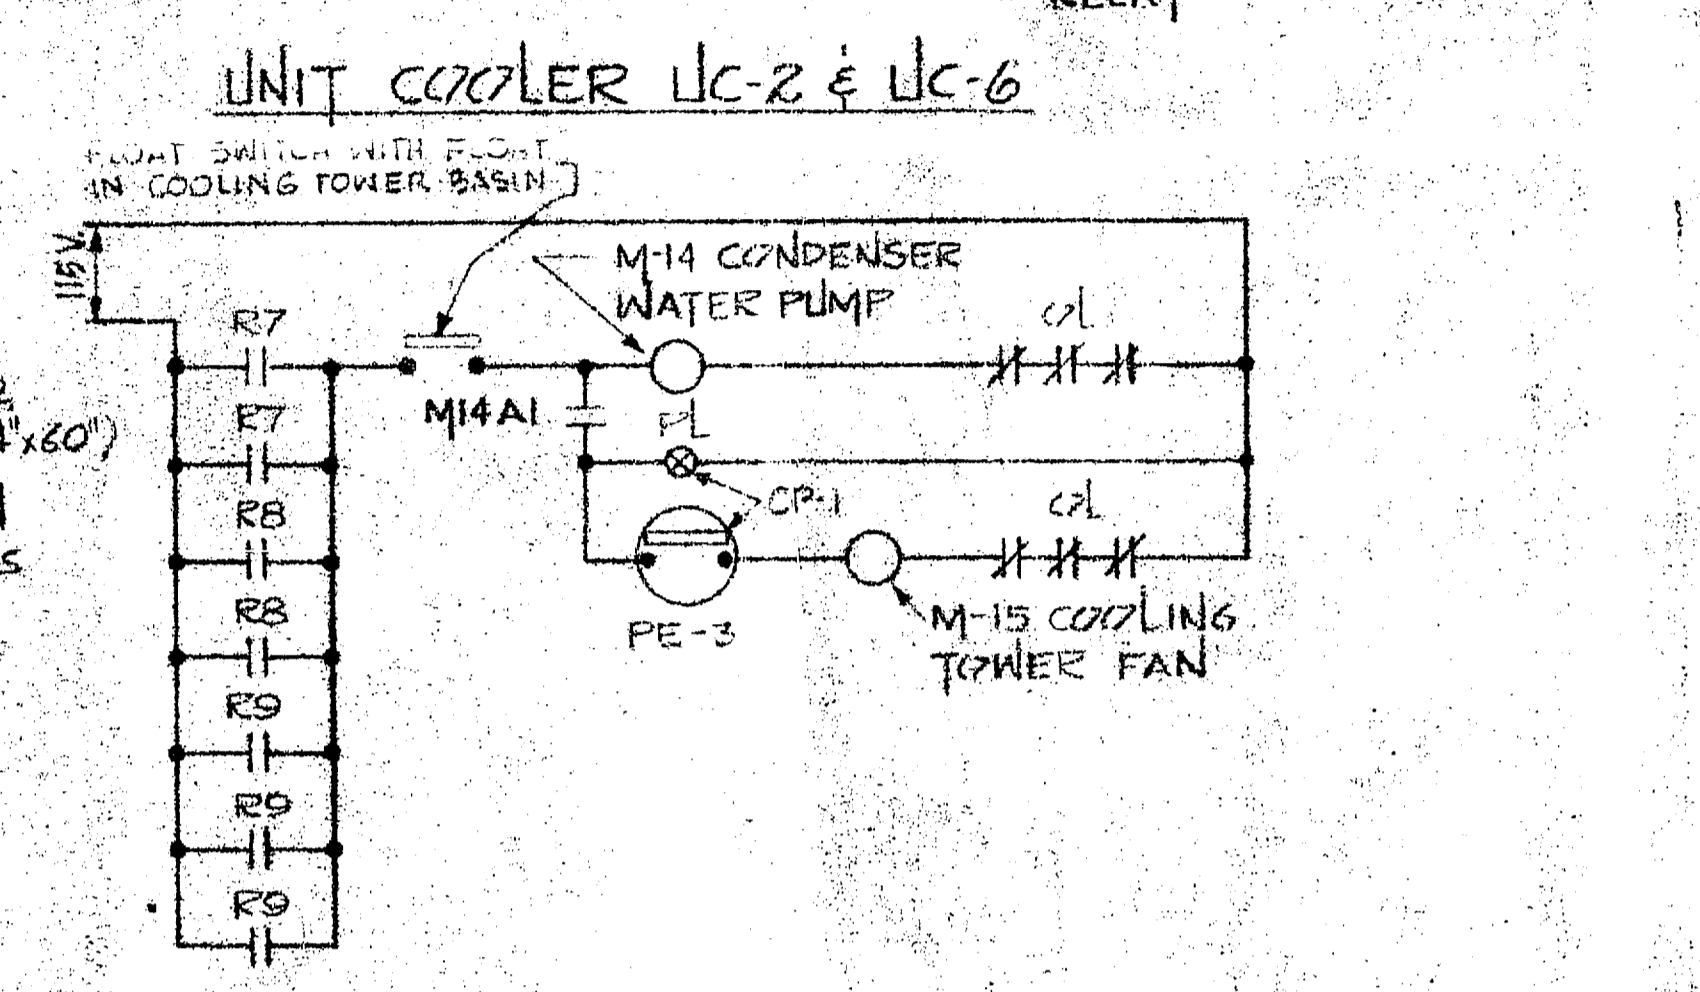 UNIT COOLER UC-2 & UC-6
FLOAT SWITCH WITH FLOAT
IN COOLING TOWER BASIN
115V.
M-14 CONDENSER
WATER PUMP
OL
R7
R7
M14A1
PL
x60")
R8
CP-1
OL
S
R8
PE-3
M-15 COOLING
TOWER FAN
R9
R9
R9